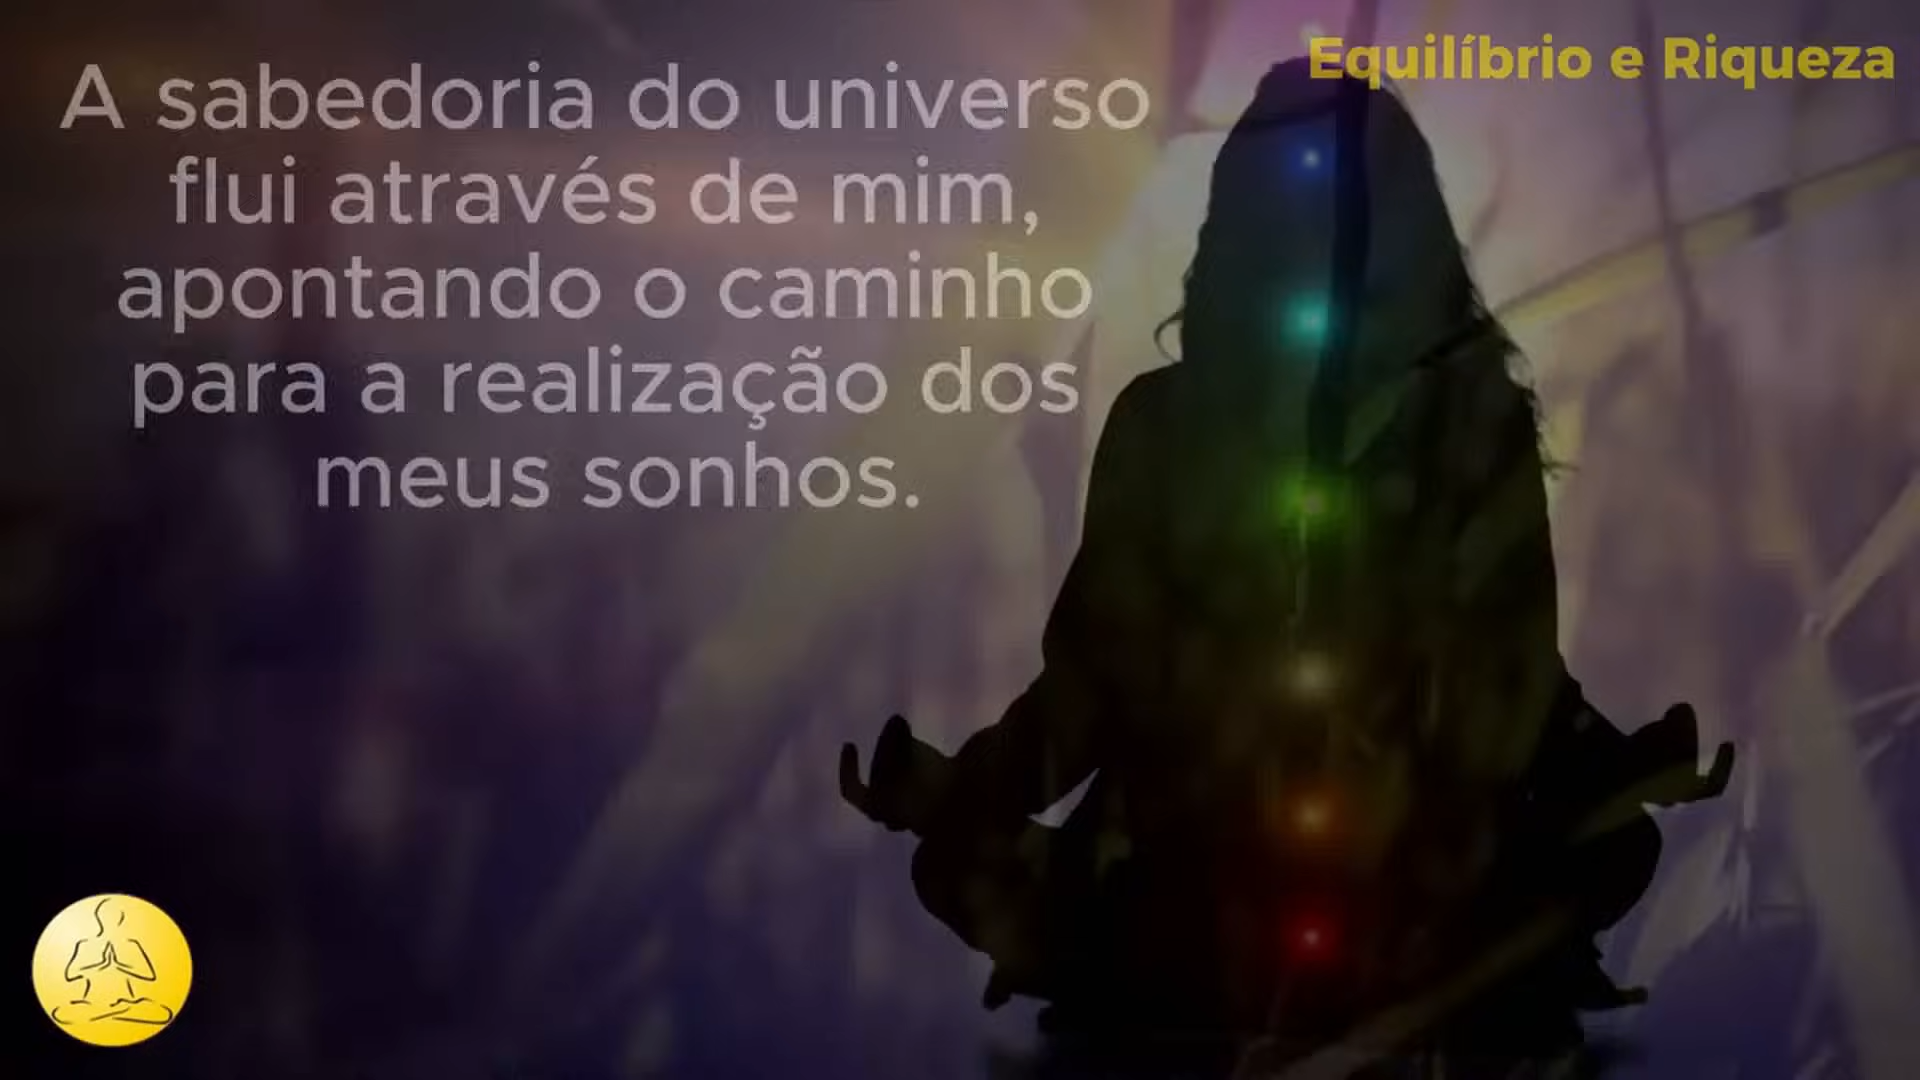 Equilíbrio e Riqueza
A sabedoria do universo
flui através de mim,
apontando o caminho
para a realização dos
meus sonhos.